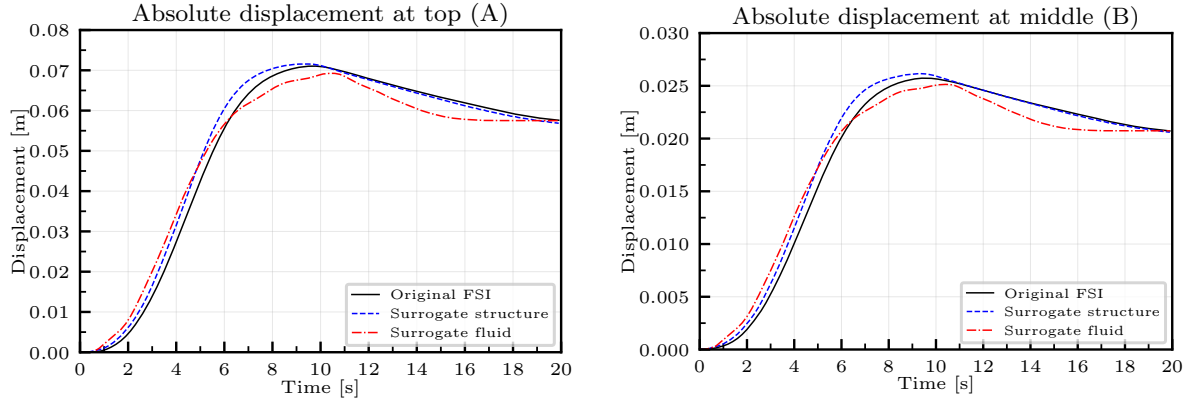 Absolute displacement at top (A)
0.08
0.07
0.06
0.05
0.04
0.03
0.02
0.01
0.00
Displacement [m]
0 2 4 6 8 10 12 14 16 18 20
Time [s]
Original FSI
Surrogate structure
Surrogate fluid
Absolute displacement at middle (B)
0.030
0.025
0.020
0.015
0.010
0.005
0.000
Displacement [m]
0 2 4 6 8 10 12 14 16 18 20
Time [s]
Original FSI
Surrogate structure
Surrogate fluid